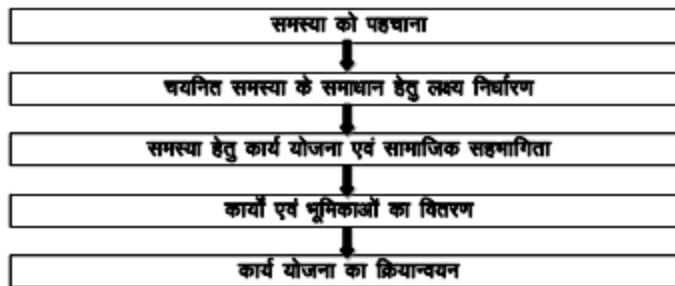 समस्या को पहचाना
चयनित समस्या के समाधान हेतु लक्ष्य निर्धारण
समस्या हेतु कार्य योजना एवं सामाजिक सहभागिता
कार्यों एवं भूमिकाओं का वितरण
कार्य योजना का क्रियान्वयन